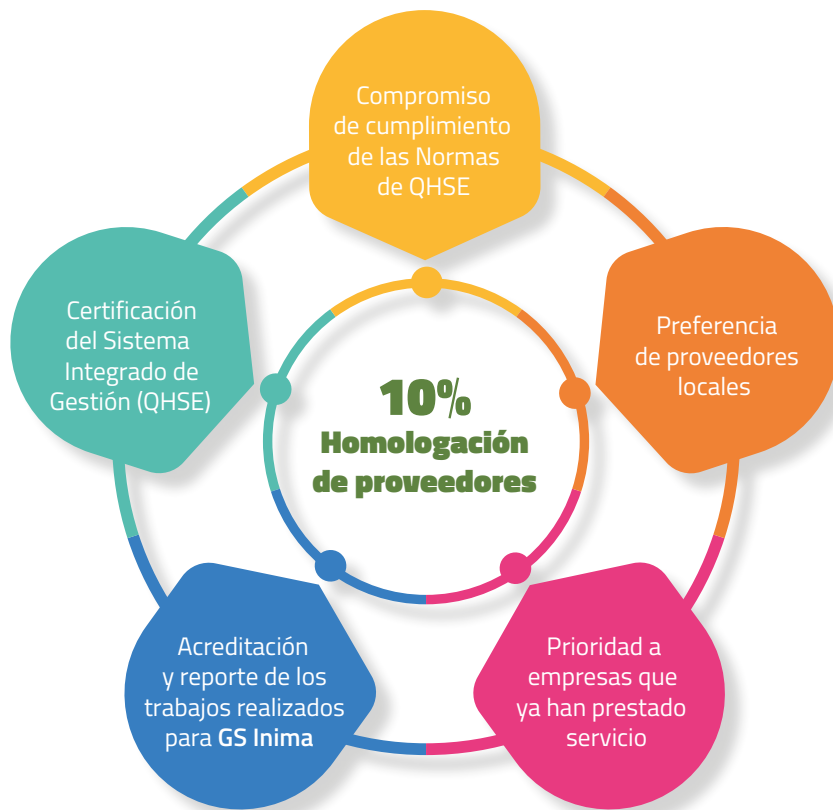 Compromiso
de cumplimiento
de las Normas
de QHSE
Certificación
del Sistema
Integrado de
Gestión (QHSE)
Preferencia
de proveedores
locales
10%
Homologación
de proveedores
Acreditación
y reporte de los
trabajos realizados
para GS Inima
Prioridad a
empresas que
ya han prestado
servicio